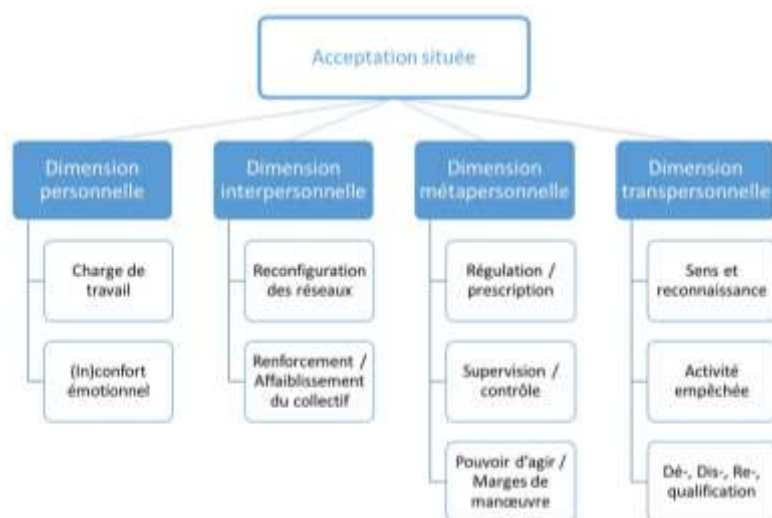 Acceptation située
Dimension
personnelle
Charge de
travail
(In)confort
émotionnel
Dimension
interpersonnelle
Reconfiguration
des réseaux
Renforcement /
Affaiblissement
du collectif
Dimension
métapersonnelle
Régulation /
prescription
Supervision /
contrôle
Pouvoir d'agir /
Marges de
manœuvre
Dimension
transpersonnelle
Sens et
reconnaissance
Activité
empêchée
Dé-, Dis-, Re-,
qualification